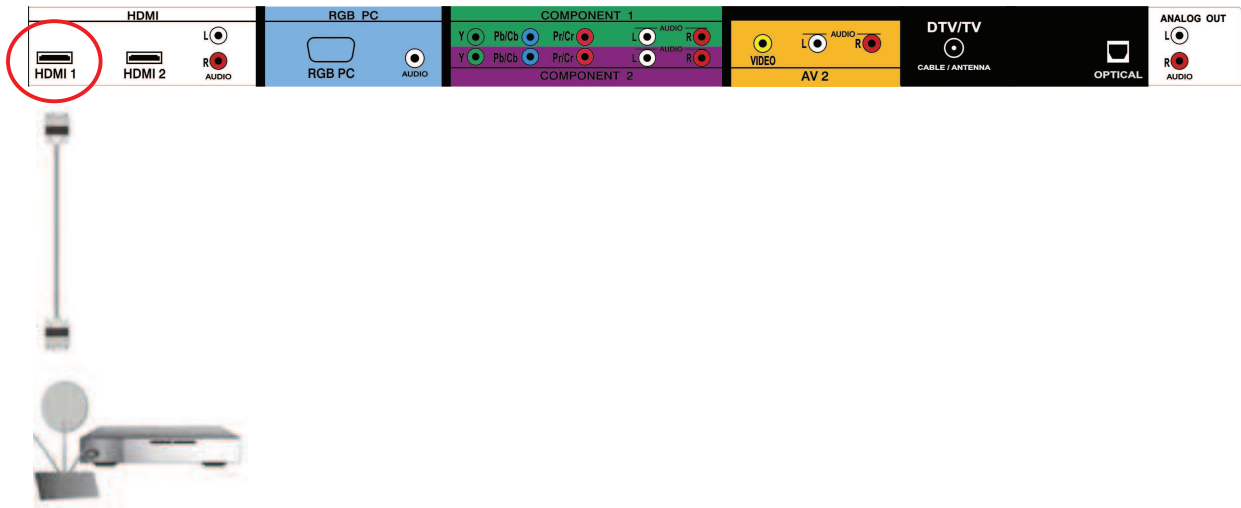 HDMI
HDMI 1
HDMI 2
L
R
AUDIO
RGB PC
RGB PC
AUDIO
COMPONENT 1
Y Pb/Cb Pr/Cr L AUDIO R
Y Pb/Cb Pr/Cr L AUDIO R
COMPONENT 2
VIDEO
L AUDIO R
AV 2
DTV/TV
CABLE / ANTENNA
OPTICAL
ANALOG OUT
L
R
AUDIO